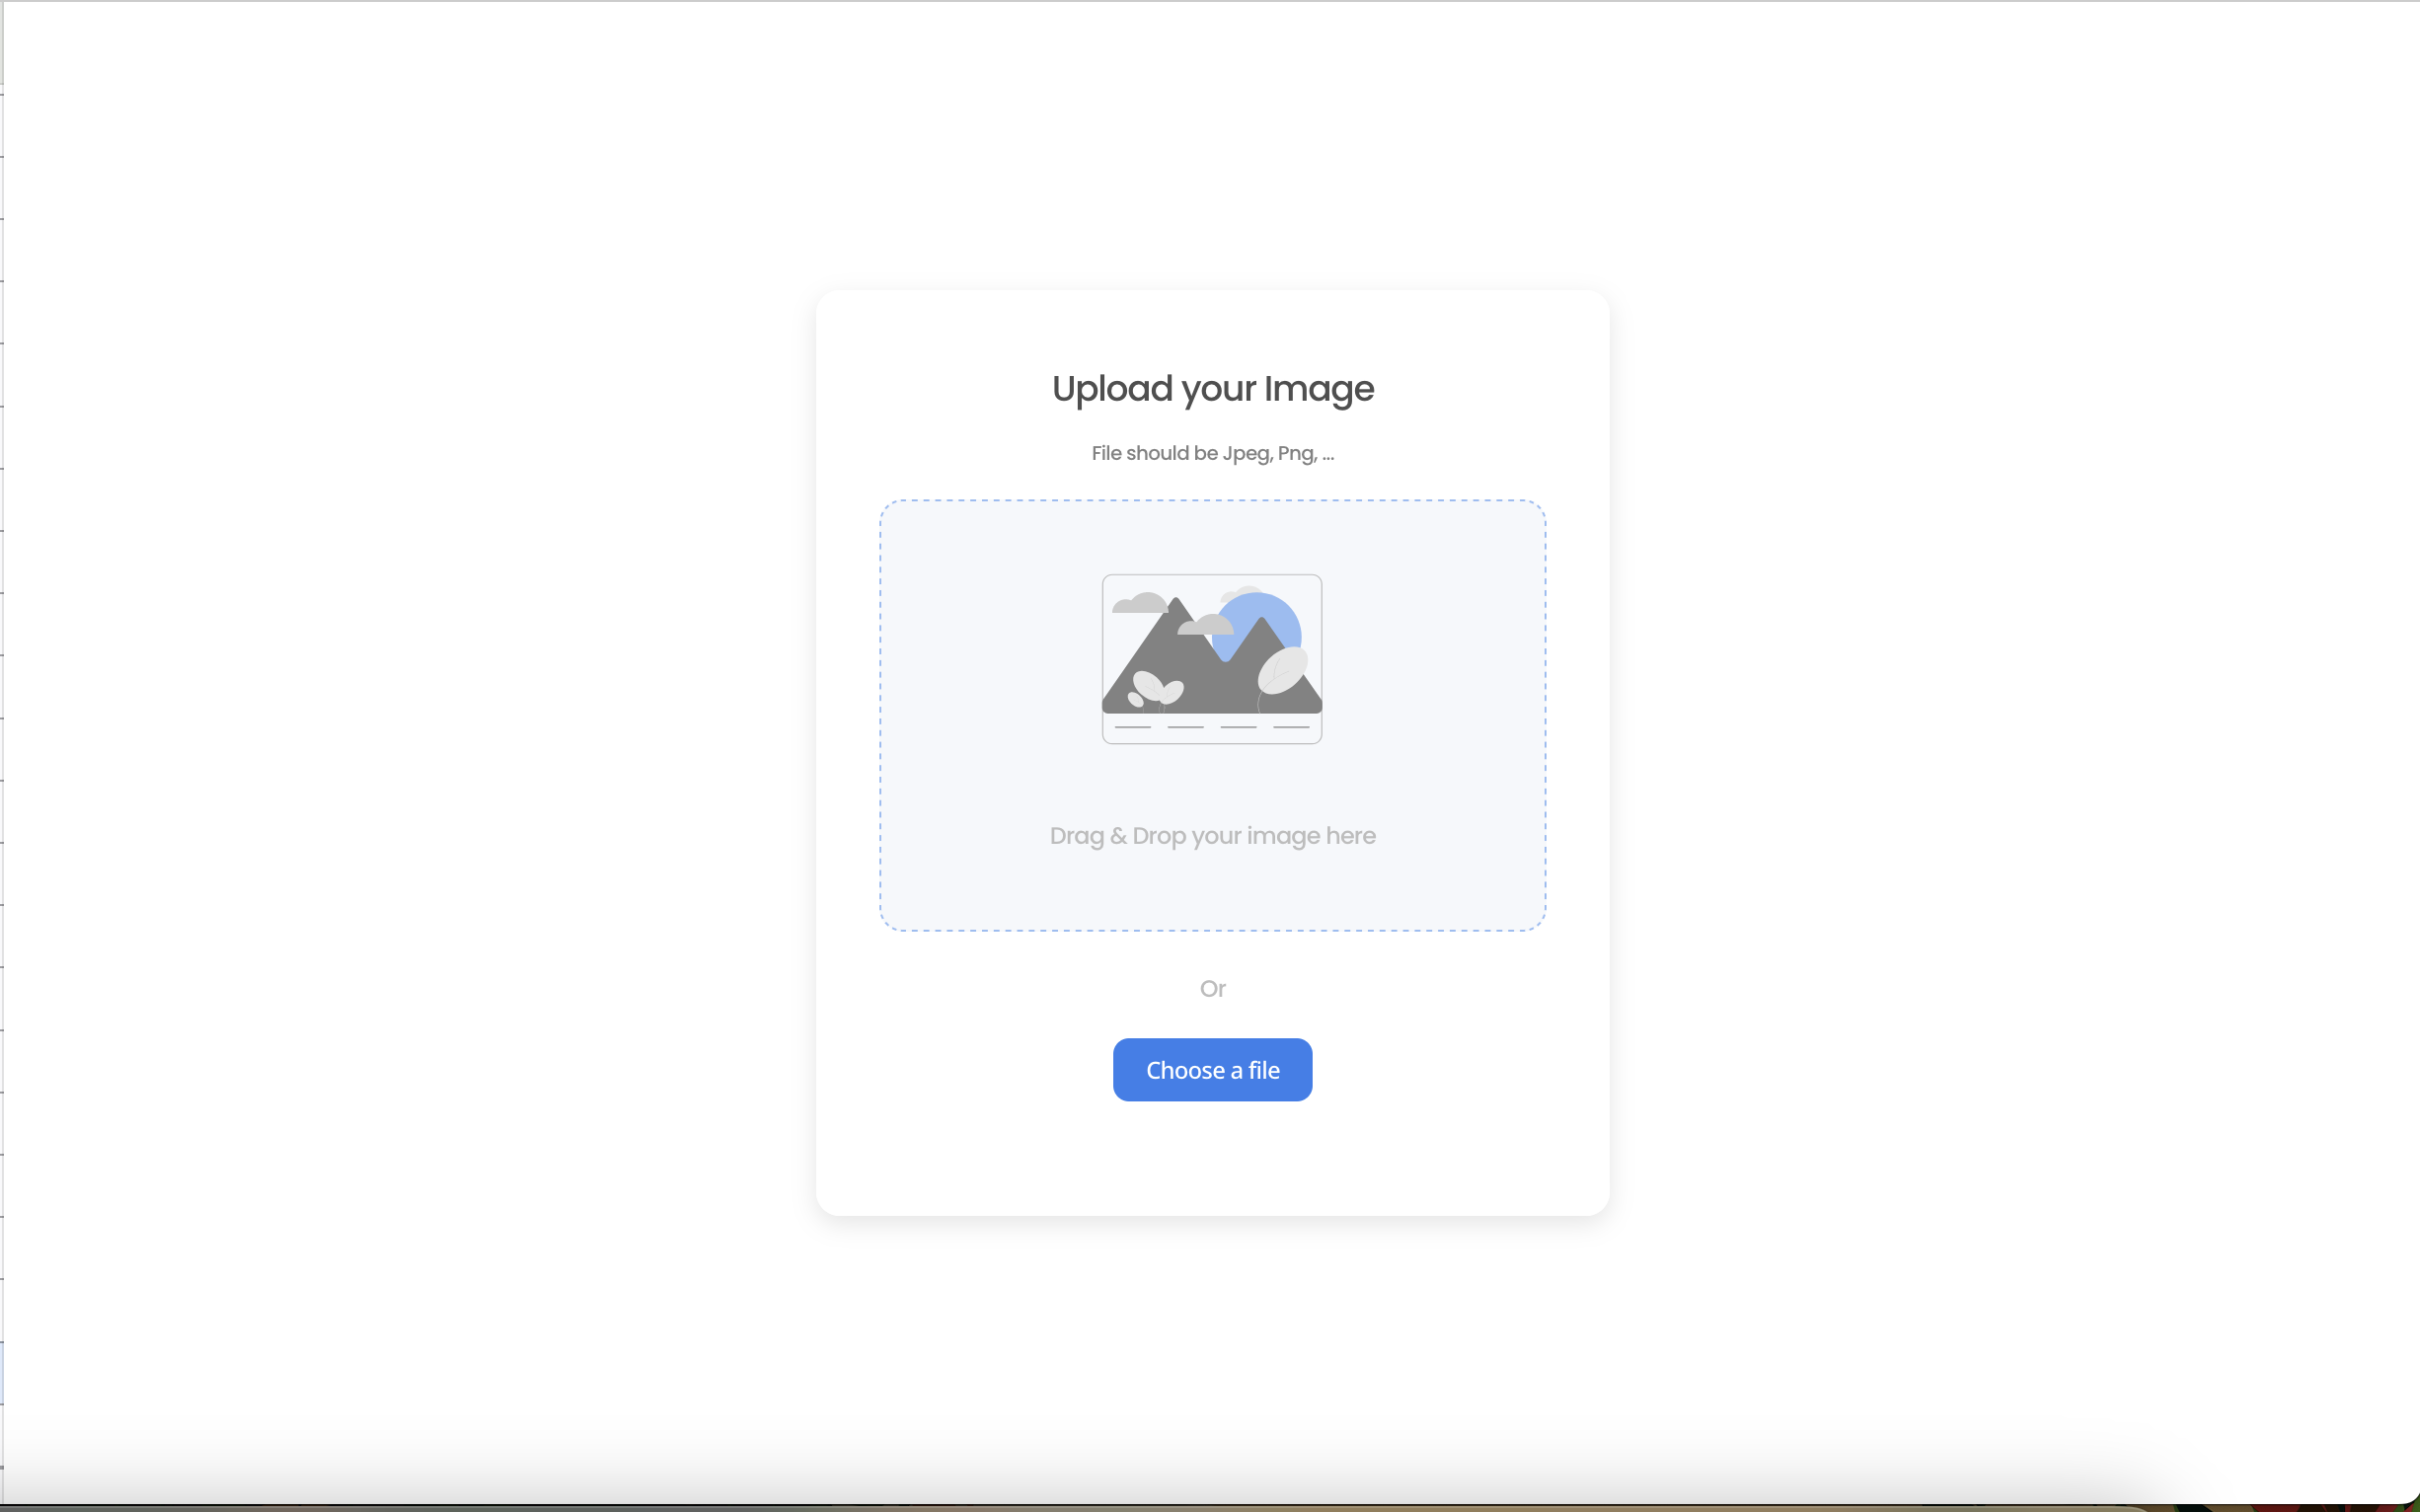 Upload your Image
File should be Jpeg, Png, ...
Drag & Drop your image here
Or
Choose a file